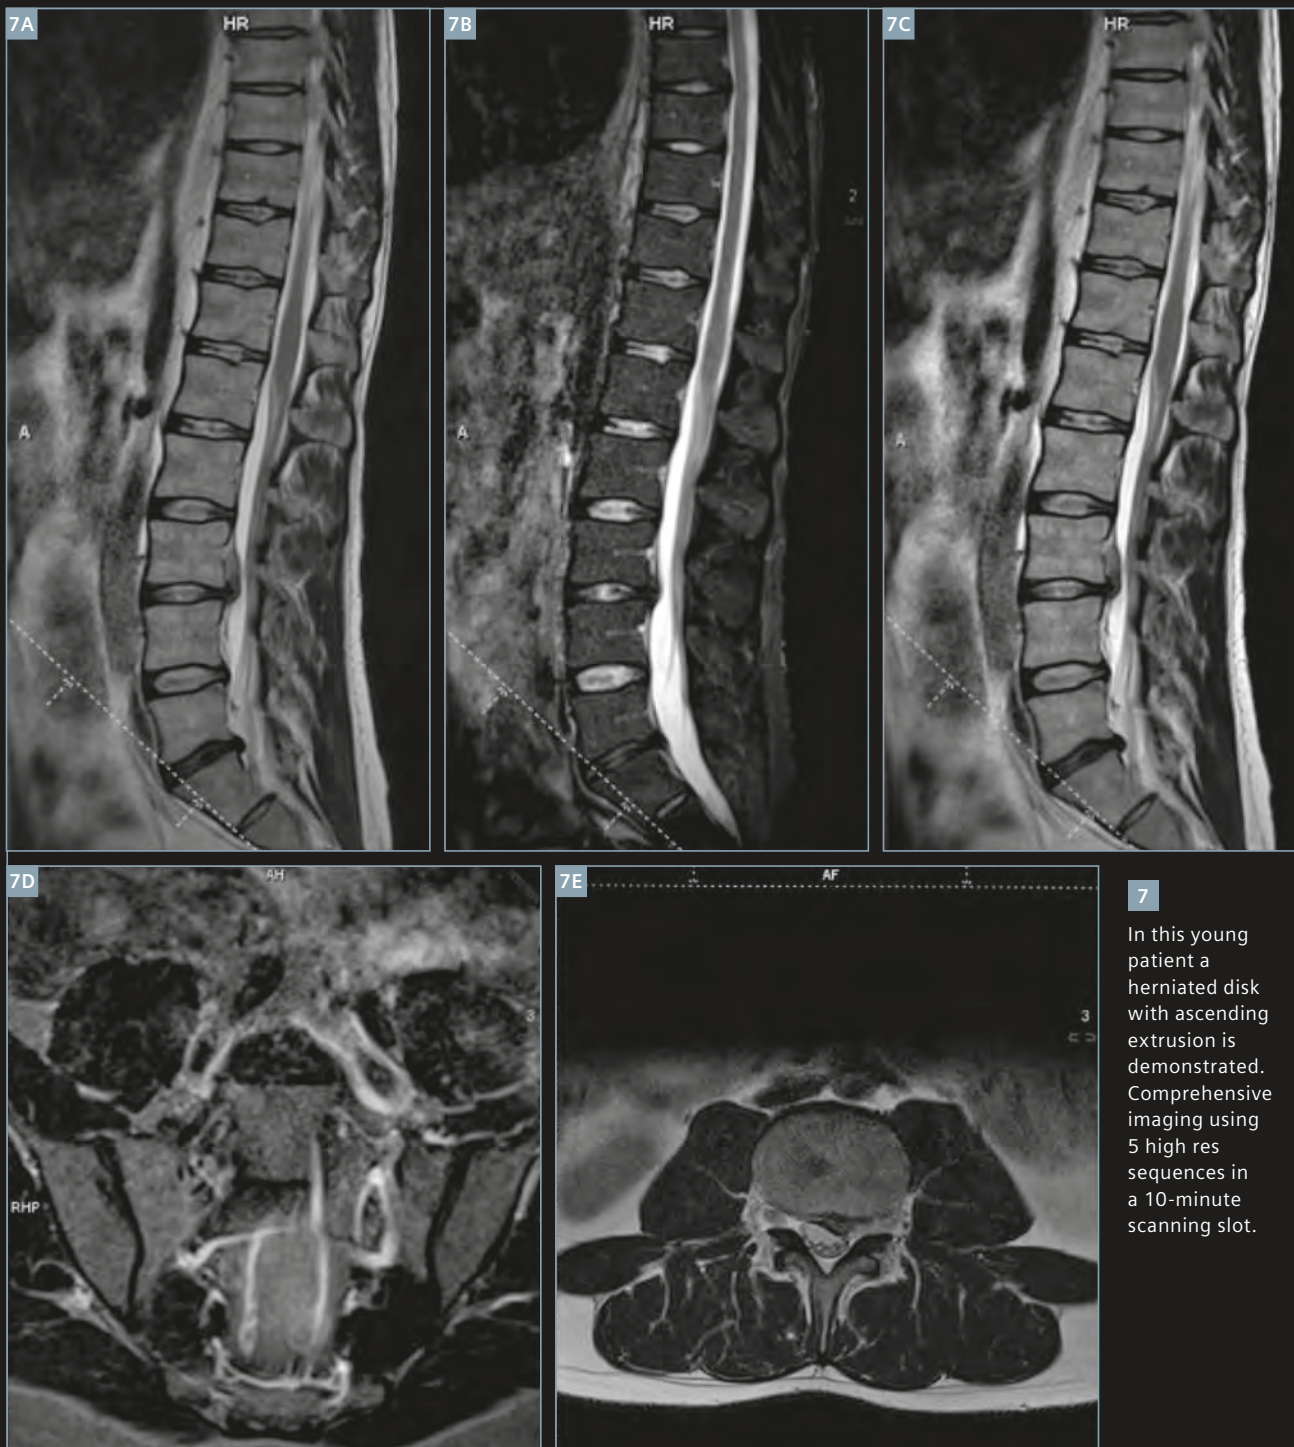 7A
HR
7B
HR
7C
HR
A
A
A
2
7D
AH
3
RHP
7E
AF
3
7
In this young
patient a
herniated disk
with ascending
extrusion is
demonstrated.
Comprehensive
imaging using
5 high res
sequences in
a 10-minute
scanning slot.